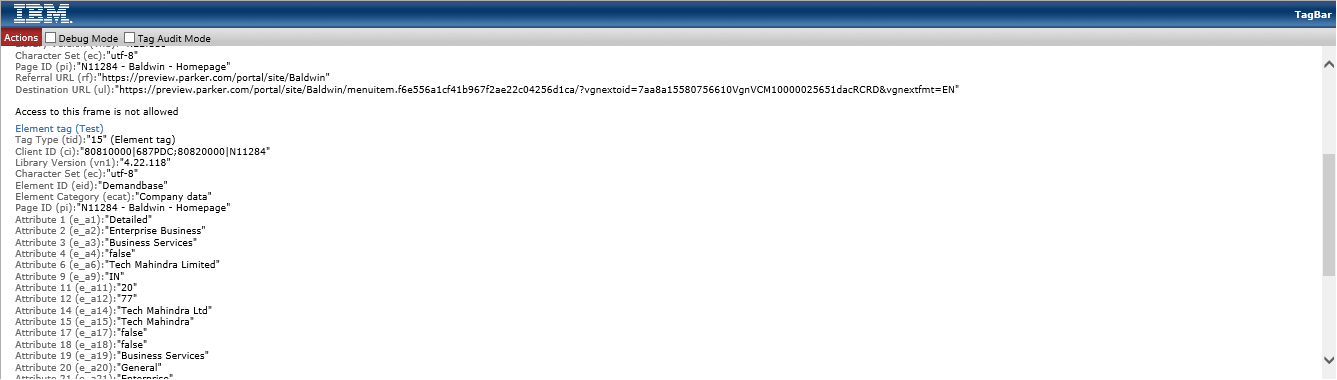 IBM.
TagBar
Actions Debug Mode Tag Audit Mode
Character Set (ec):"utf-8"
Page ID (pi):"N11284 - Baldwin - Homepage"
Referral URL (rf):"https://preview.parker.com/portal/site/Baldwin"
Destination URL (ul):"https://preview.parker.com/portal/site/Baldwin/menuitem.f6e556a1cf41b967f2ae22c04256d1ca/?vgnextoid=7aa8a15580756610VgnVCM10000025651dacRCRD&vgnextfmt=EN"
Access to this frame is not allowed
Element tag (Test)
Tag Type (tid):"15" (Element tag)
Client ID (ci):"80810000|687PDC;80820000|N11284"
Library Version (vn1):"4.22.118"
Character Set (ec):"utf-8"
Element ID (eid):"Demandbase"
Element Category (ecat):"Company data"
Page ID (pi):"N11284 - Baldwin - Homepage"
Attribute 1 (e_a1):"Detailed"
Attribute 2 (e_a2):"Enterprise Business"
Attribute 3 (e_a3):"Business Services"
Attribute 4 (e_a4):"false"
Attribute 6 (e_a6):"Tech Mahindra Limited"
Attribute 9 (e_a9):"IN"
Attribute 11 (e_a11):"20"
Attribute 12 (e_a12):"77"
Attribute 14 (e_a14):"Tech Mahindra Ltd"
Attribute 15 (e_a15):"Tech Mahindra"
Attribute 17 (e_a17):"false"
Attribute 18 (e_a18):"false"
Attribute 19 (e_a19):"Business Services"
Attribute 20 (e_a20):"General"
Attribute 21 (e_a21):"Enterprise"